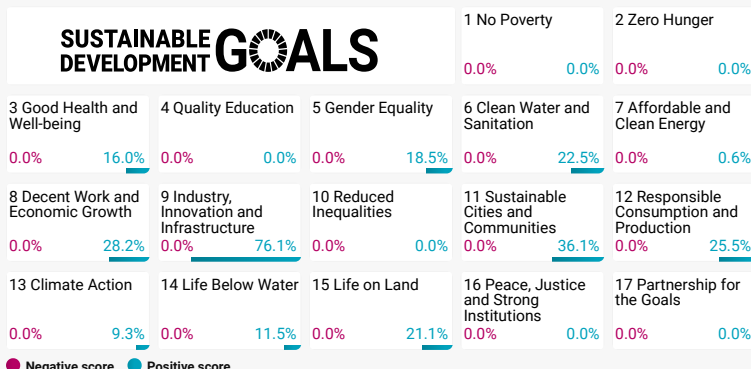 SUSTAINABLE
DEVELOPMENT GOALS
1 No Poverty
0.0% 0.0%
2 Zero Hunger
0.0% 0.0%
3 Good Health and
Well-being
0.0% 16.0%
4 Quality Education
0.0% 0.0%
5 Gender Equality
0.0% 18.5%
6 Clean Water and
Sanitation
0.0% 22.5%
7 Affordable and
Clean Energy
0.0% 0.6%
8 Decent Work and
Economic Growth
0.0% 28.2%
9 Industry,
Innovation and
Infrastructure
0.0% 76.1%
10 Reduced
Inequalities
0.0% 0.0%
11 Sustainable
Cities and
Communities
0.0% 36.1%
12 Responsible
Consumption and
Production
0.0% 25.5%
13 Climate Action
0.0% 9.3%
14 Life Below Water
0.0% 11.5%
15 Life on Land
0.0% 21.1%
16 Peace, Justice
and Strong
Institutions
0.0% 0.0%
17 Partnership for
the Goals
0.0% 0.0%
Negative score Positive score